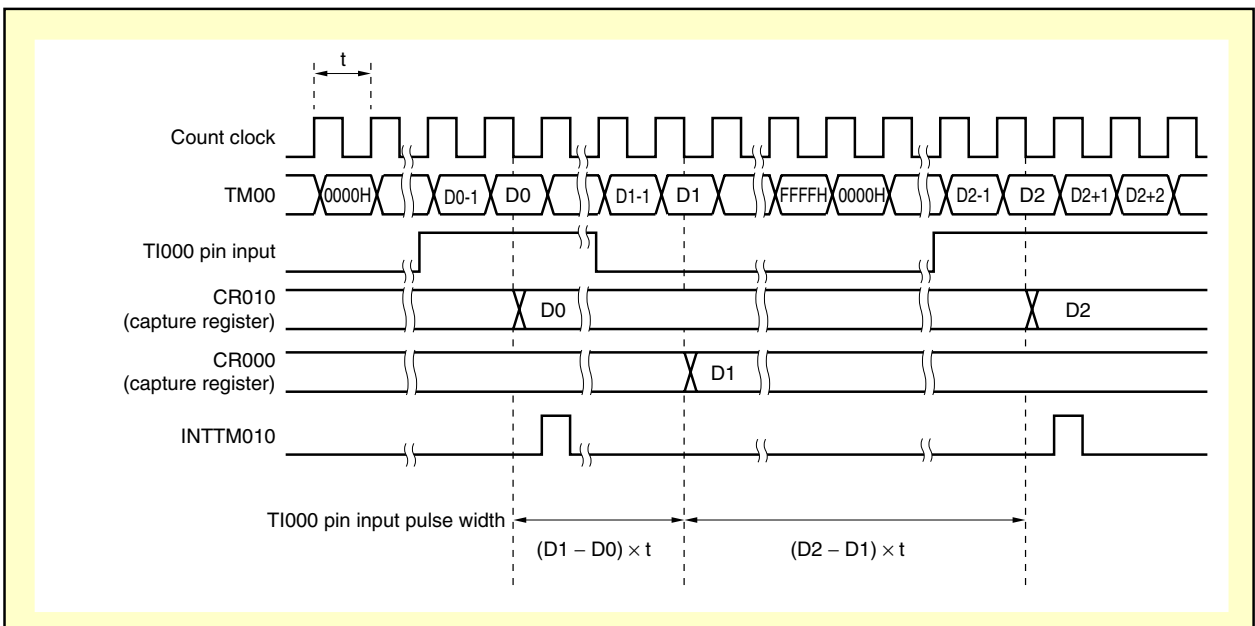 t
Count clock
TM00
0000H
D0-1
D0
D1-1
D1
FFFFH
0000H
D2-1
D2
D2+1
D2+2
TI000 pin input
CR010
(capture register)
D0
D2
CR000
(capture register)
D1
INTTM010
TI000 pin input pulse width
(D1 − D0) × t
(D2 − D1) × t